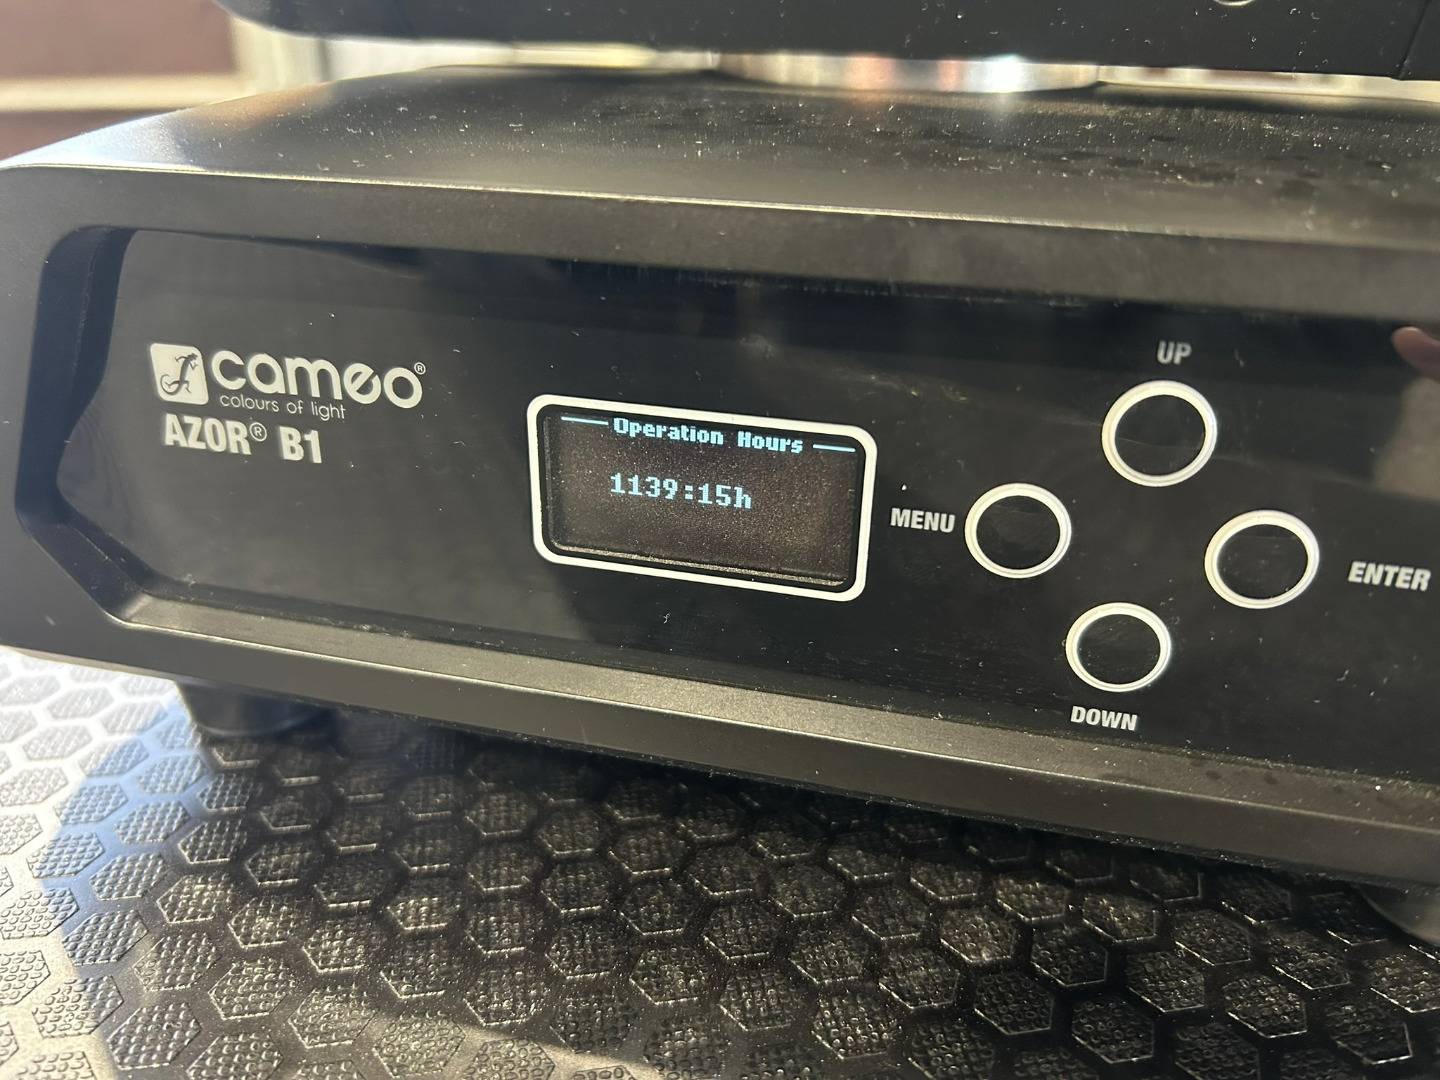 cameo®
colours of light
AZOR® B1
Operation Hours
1139:15h
UP
MENU
ENTER
DOWN